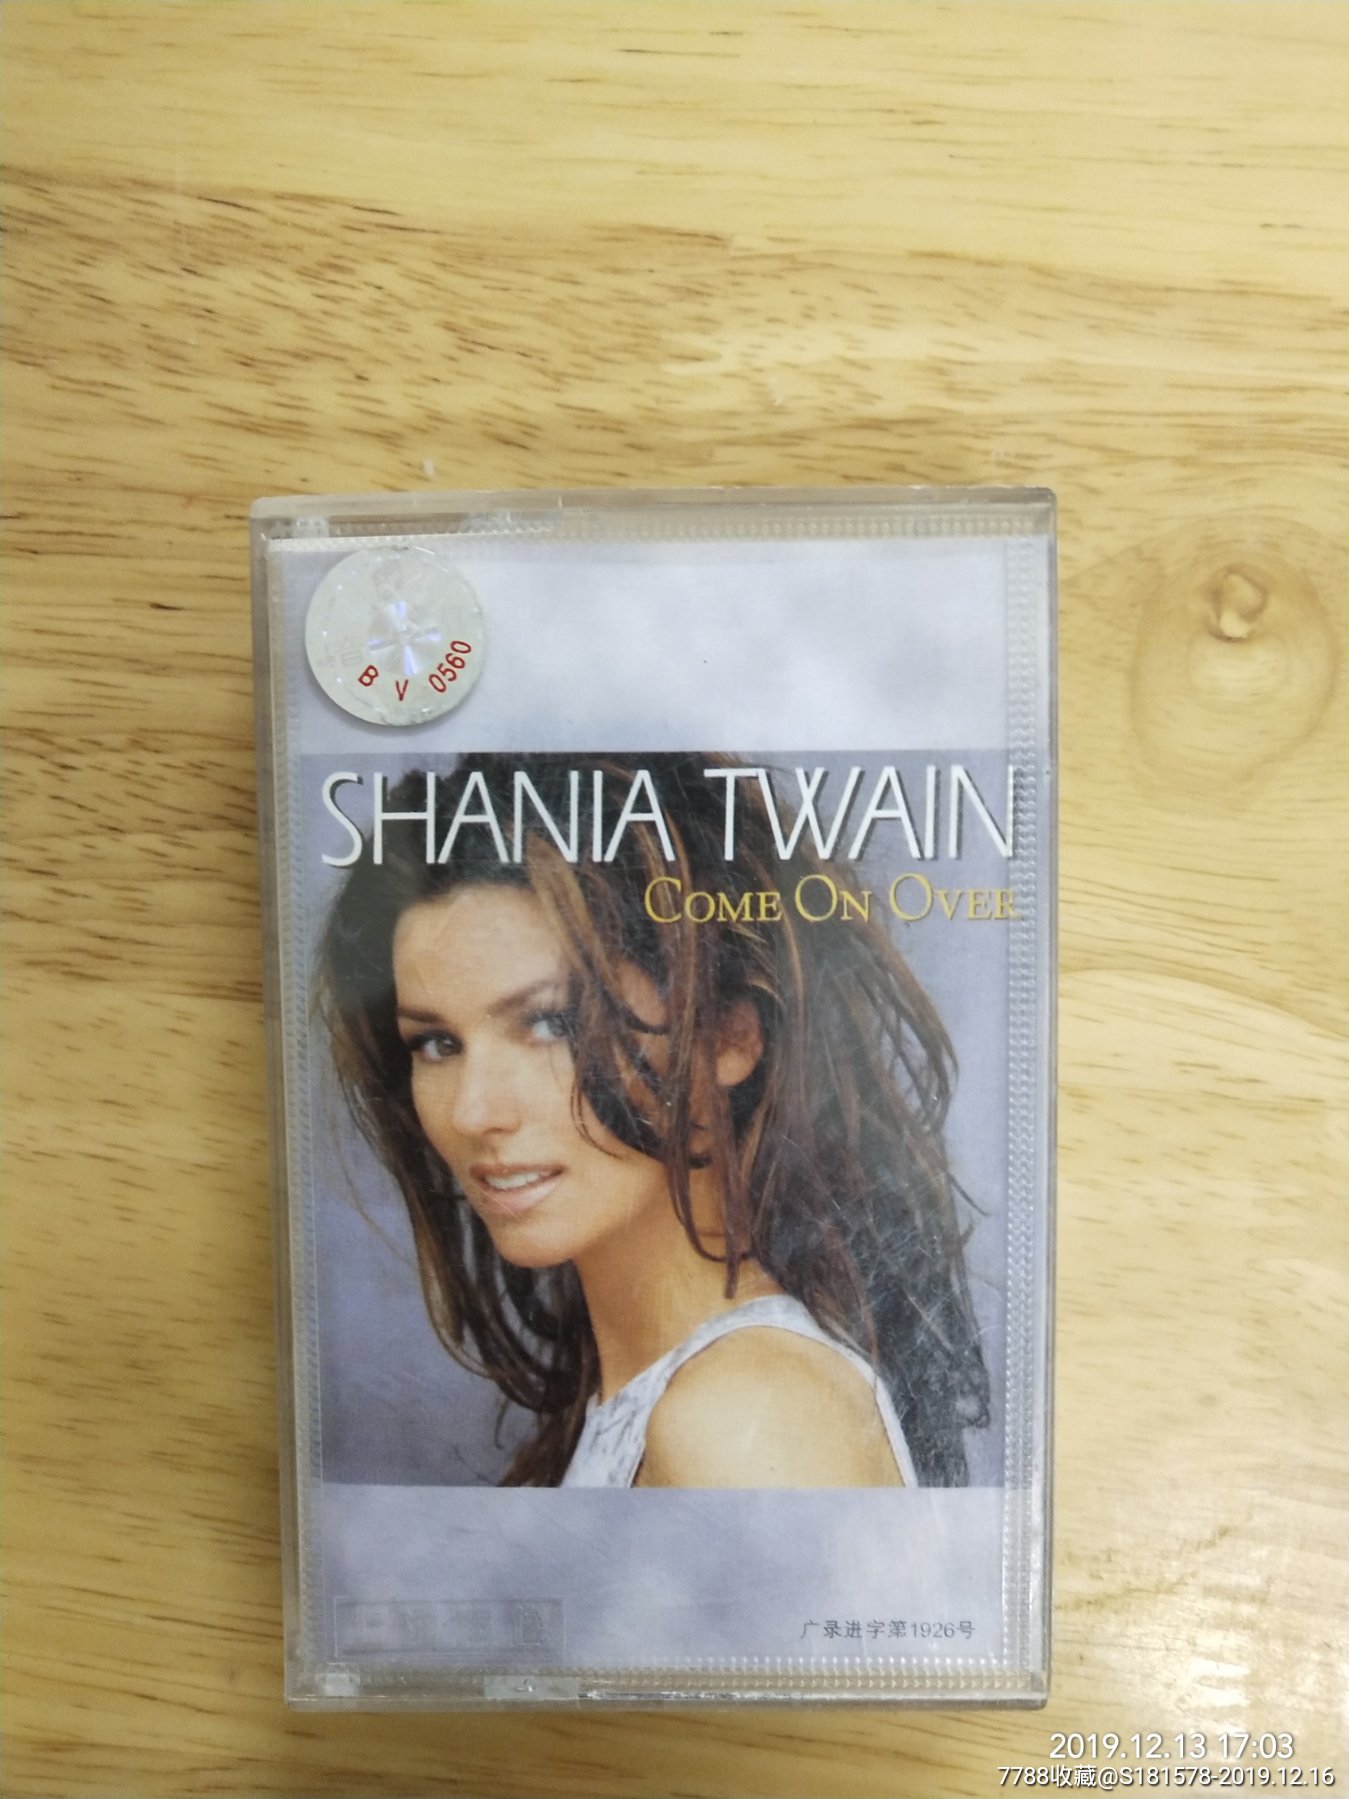 音
B V 0560
SHANIA TWAIN
COME ON OVER
广录进字第1926号
2019.12.13 17:03
7788收藏@S181578-2019.12.16